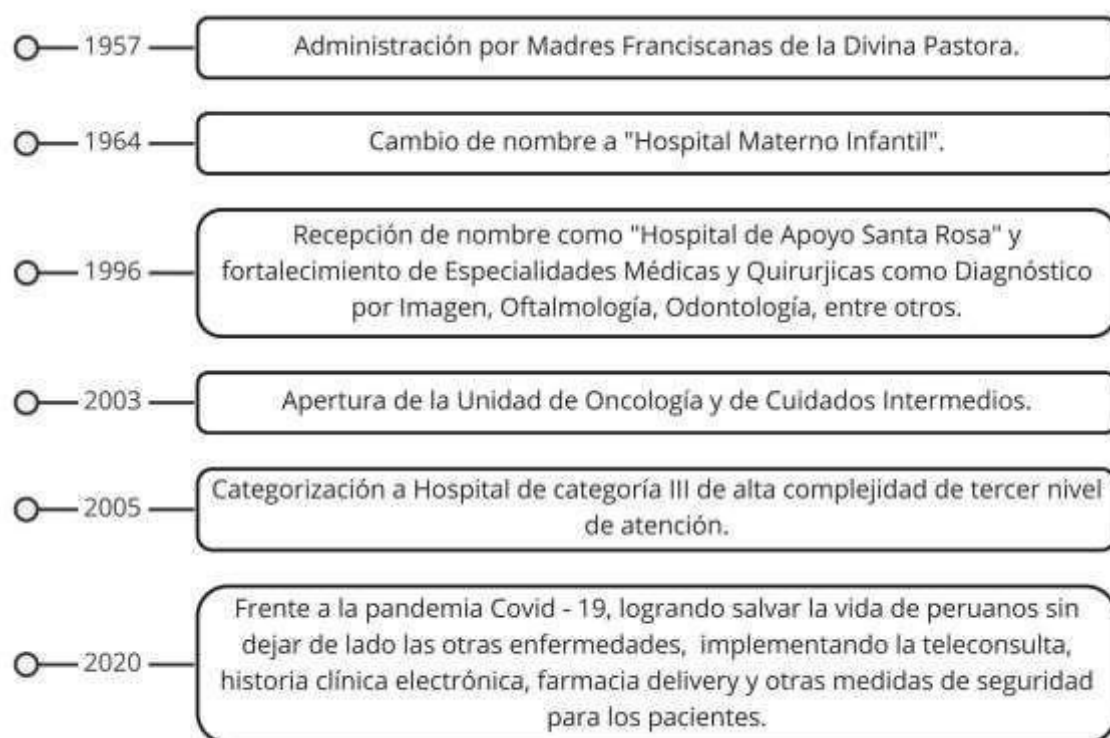 1957
Administración por Madres Franciscanas de la Divina Pastora.
1964
Cambio de nombre a "Hospital Materno Infantil".
1996
Recepción de nombre como "Hospital de Apoyo Santa Rosa" y
fortalecimiento de Especialidades Médicas y Quirurjicas como Diagnóstico
por Imagen, Oftalmología, Odontología, entre otros.
2003
Apertura de la Unidad de Oncología y de Cuidados Intermedios.
2005
Categorización a Hospital de categoría III de alta complejidad de tercer nivel
de atención.
2020
Frente a la pandemia Covid - 19, logrando salvar la vida de peruanos sin
dejar de lado las otras enfermedades, implementando la teleconsulta,
historia clínica electrónica, farmacia delivery y otras medidas de seguridad
para los pacientes.